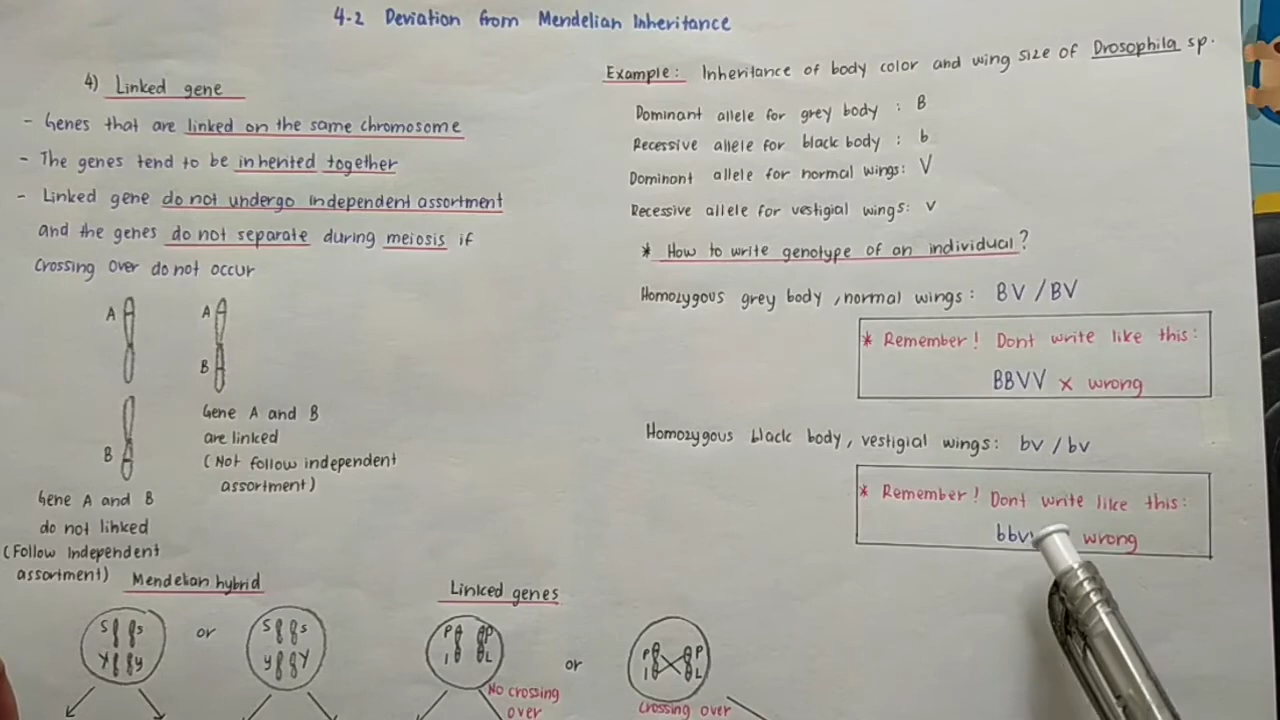 4-2 Deviation from Mendelian Inheritance
4) Linked gene
- Genes that are linked on the same chromosome
- The genes tend to be inherited together
- Linked gene do not undergo independent assortment
and the genes do not separate during meiosis if
crossing over do not occur
A
B
Gene A and B
do not linked
(Follow Independent
assortment)
A
B
Gene A and B
are linked
(Not follow independent
assortment)
Mendelian hybrid
S s
Y y
or
S s
y Y
Linked genes
P P
l L
No crossing
over
or
P P
l L
Crossing over
Example: Inheritance of body color and wing size of Drosophila sp.
Dominant allele for grey body : B
Recessive allele for black body : b
Dominant allele for normal wings: V
Recessive allele for vestigial wings: v
* How to write genotype of an individual?
Homozygous grey body, normal wings: BV / BV
* Remember! Dont write like this:
BBVV x wrong
Homozygous black body, vestigial wings: bv / bv
* Remember! Dont write like this:
wrong